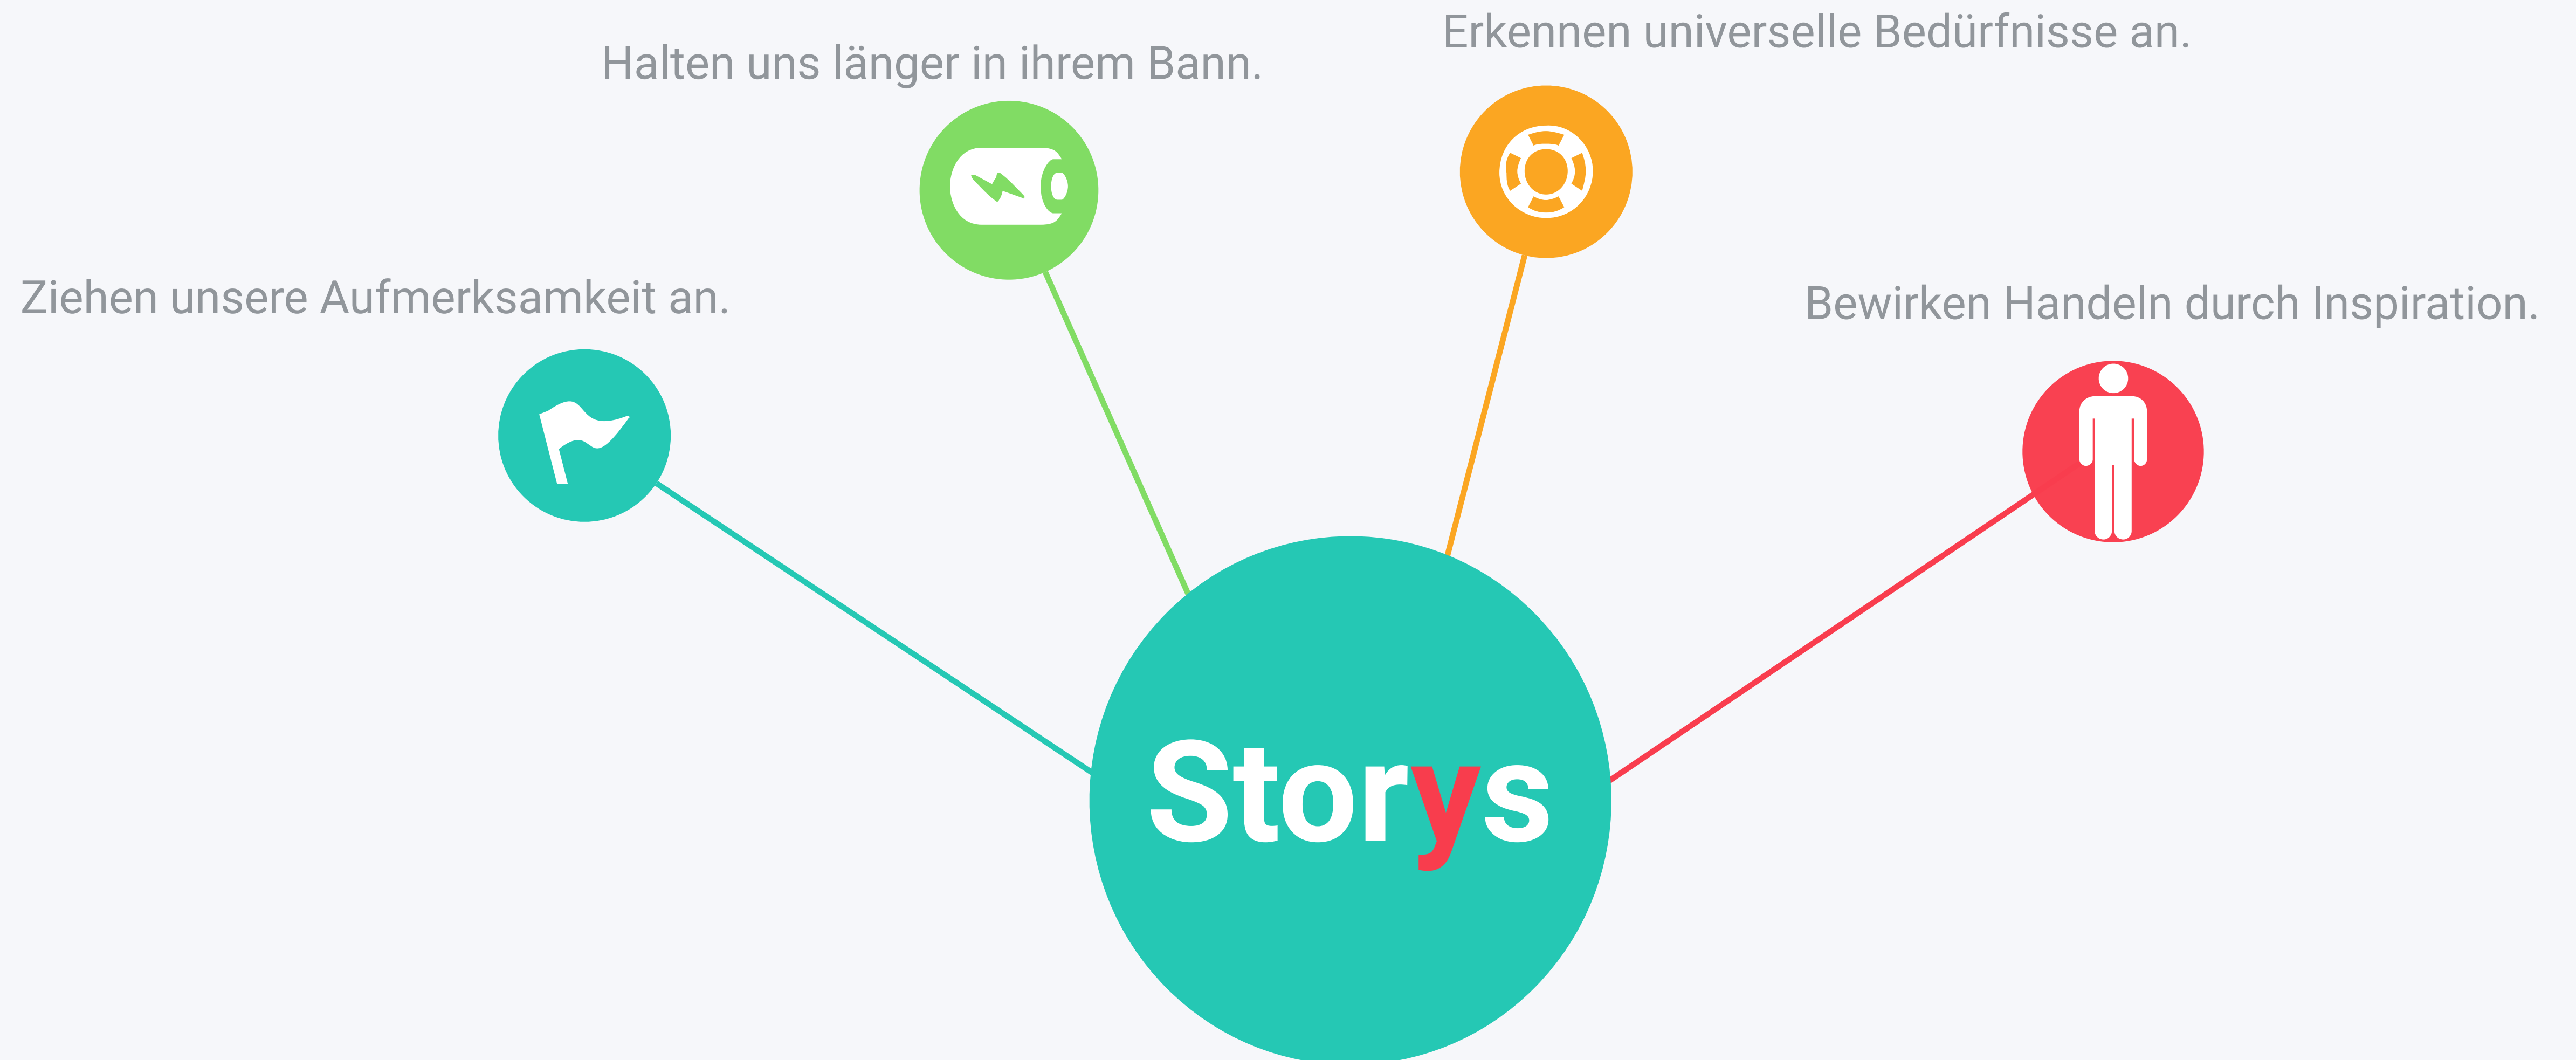 Erkennen universelle Bedürfnisse an.
Halten uns länger in ihrem Bann.
Ziehen unsere Aufmerksamkeit an.
Bewirken Handeln durch Inspiration.
Storys